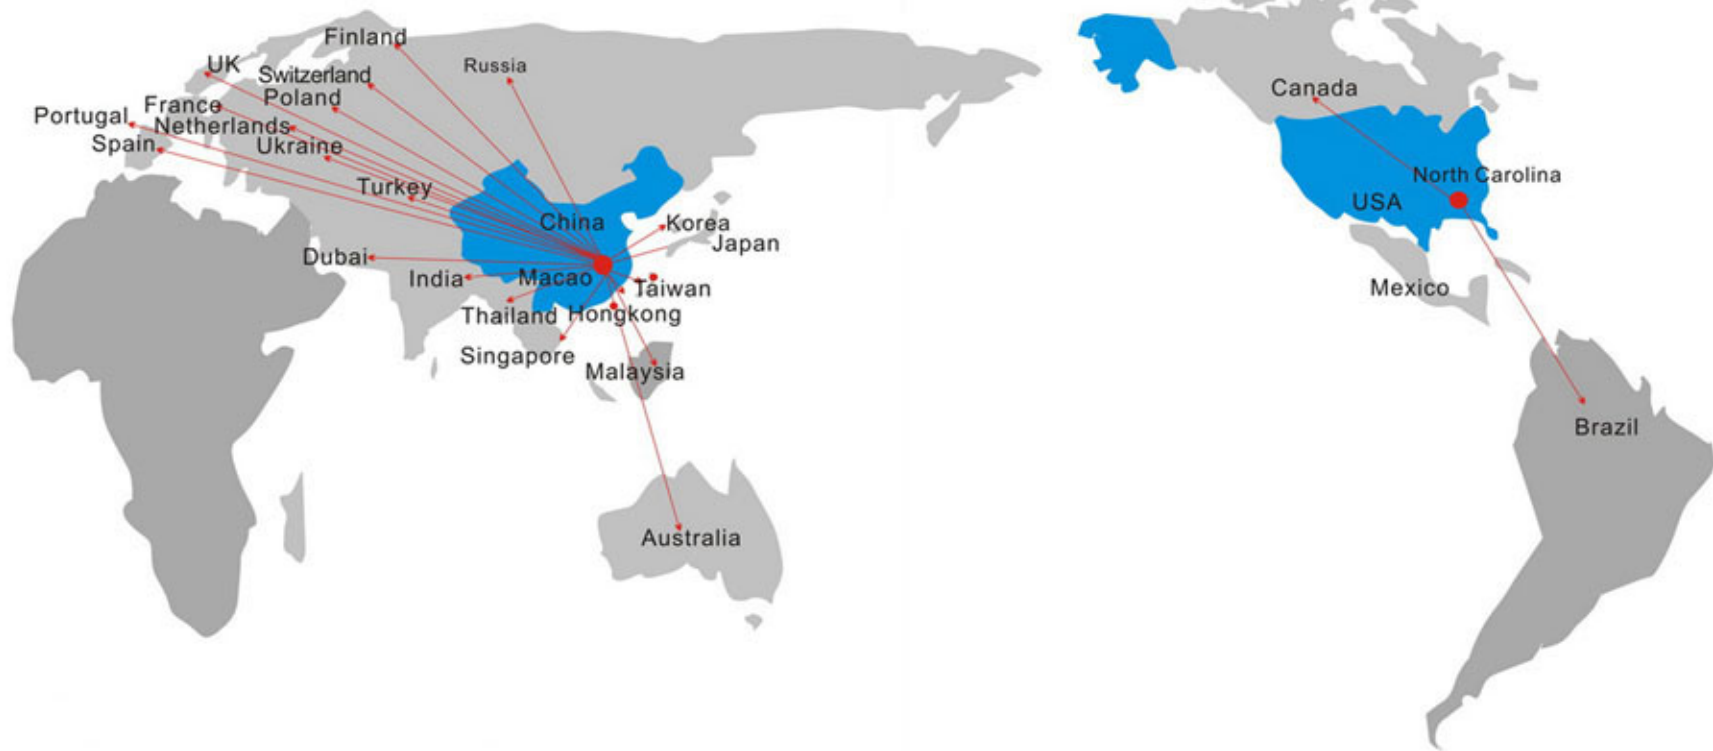 Finland
UK
Russia
Switzerland
Canada
Poland
France
Portugal
Netherlands
Spain
Ukraine
North Carolina
Turkey
USA
China
Korea
Japan
Dubai
India
Macao
Taiwan
Mexico
Thailand
Hongkong
Singapore
Malaysia
Brazil
Australia